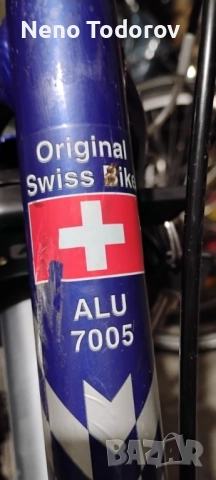 Neno Todorov
Original
Swiss Bike
ALU
7005
BAZAR